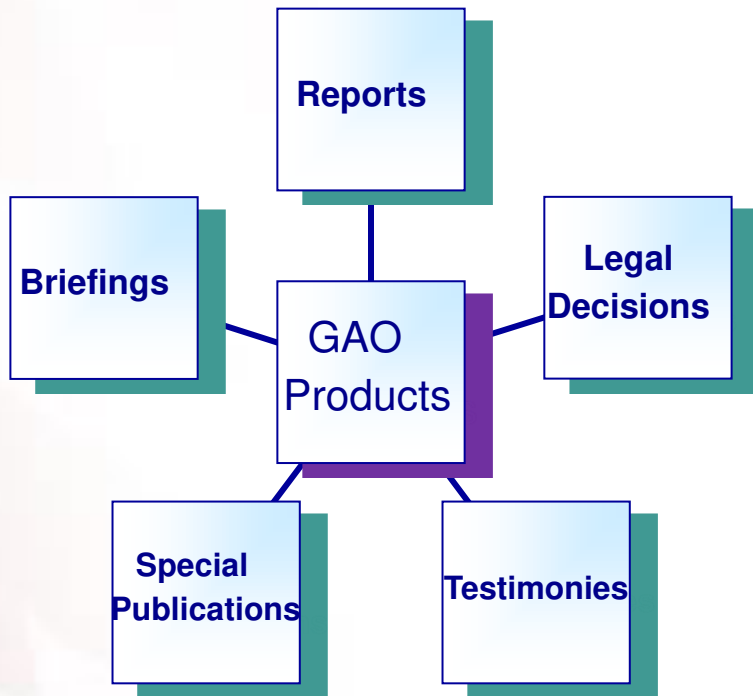 Reports
Briefings
Legal
Decisions
GAO
Products
Special
Publications
Testimonies